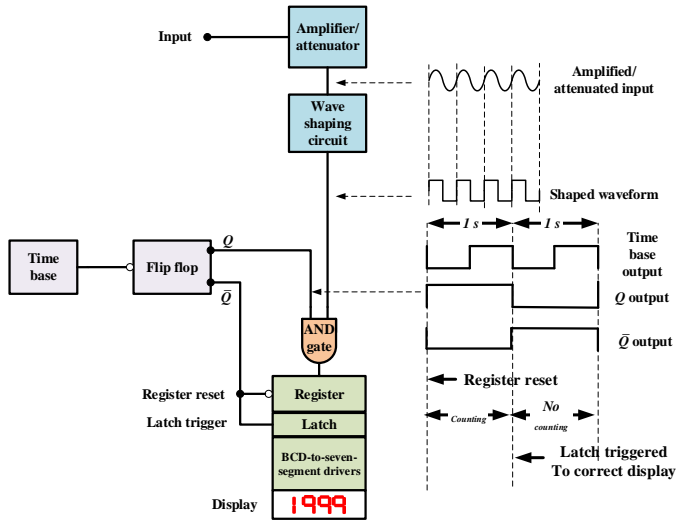 Input
Amplifier/
attenuator
Wave
shaping
circuit
Amplified/
attenuated input
Shaped waveform
1 s
1 s
Time
base
output
Q output
Q̄ output
Time
base
Flip flop
Q
Q̄
AND
gate
Register reset
Counting
No
counting
Latch triggered
To correct display
Register reset
Register
Latch trigger
Latch
BCD-to-seven-
segment drivers
Display
1999